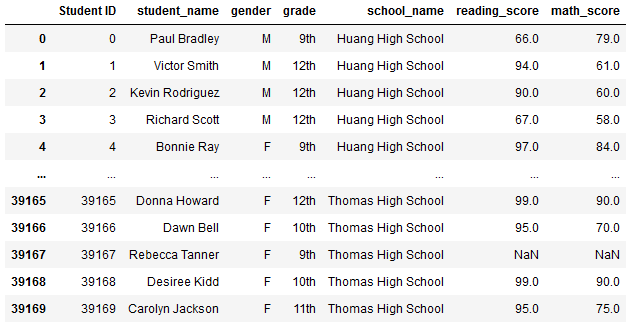 Student ID student_name gender grade school_name reading_score math_score
0 0 Paul Bradley M 9th Huang High School 66.0 79.0
1 1 Victor Smith M 12th Huang High School 94.0 61.0
2 2 Kevin Rodriguez M 12th Huang High School 90.0 60.0
3 3 Richard Scott M 12th Huang High School 67.0 58.0
4 4 Bonnie Ray F 9th Huang High School 97.0 84.0
... ... ... ... ... ... ... ...
39165 39165 Donna Howard F 12th Thomas High School 99.0 90.0
39166 39166 Dawn Bell F 10th Thomas High School 95.0 70.0
39167 39167 Rebecca Tanner F 9th Thomas High School NaN NaN
39168 39168 Desiree Kidd F 10th Thomas High School 99.0 90.0
39169 39169 Carolyn Jackson F 11th Thomas High School 95.0 75.0